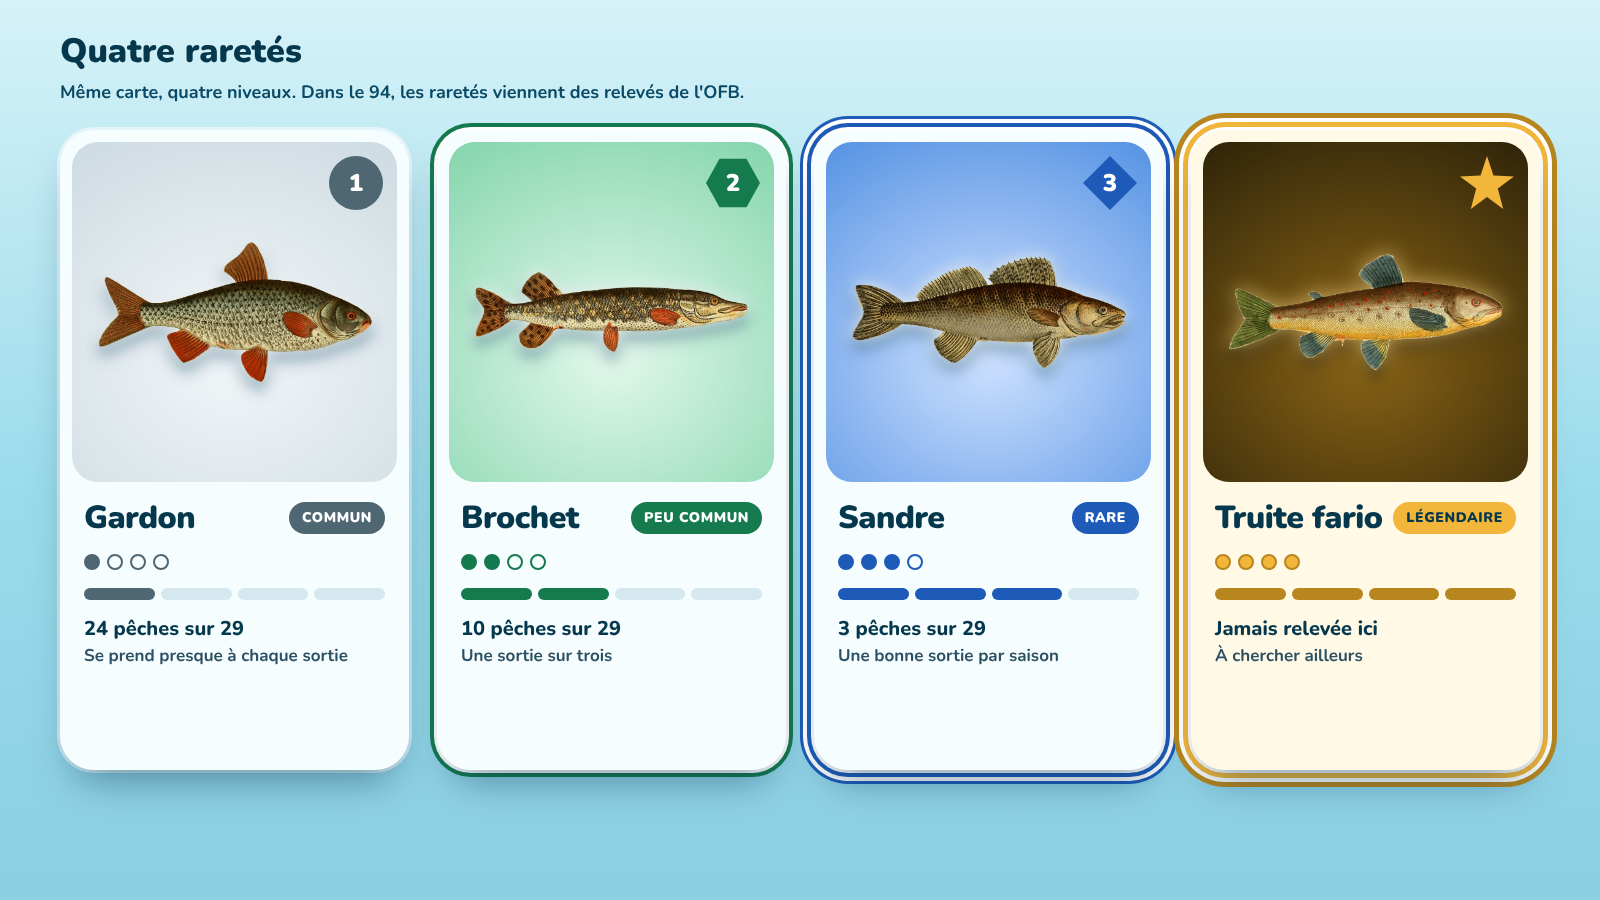 Quatre raretés
Même carte, quatre niveaux. Dans le 94, les raretés viennent des relevés de l'OFB.
1
Gardon
COMMUN
24 pêches sur 29
Se prend presque à chaque sortie
2
Brochet
PEU COMMUN
10 pêches sur 29
Une sortie sur trois
3
Sandre
RARE
3 pêches sur 29
Une bonne sortie par saison
Truite fario
LÉGENDAIRE
Jamais relevée ici
À chercher ailleurs